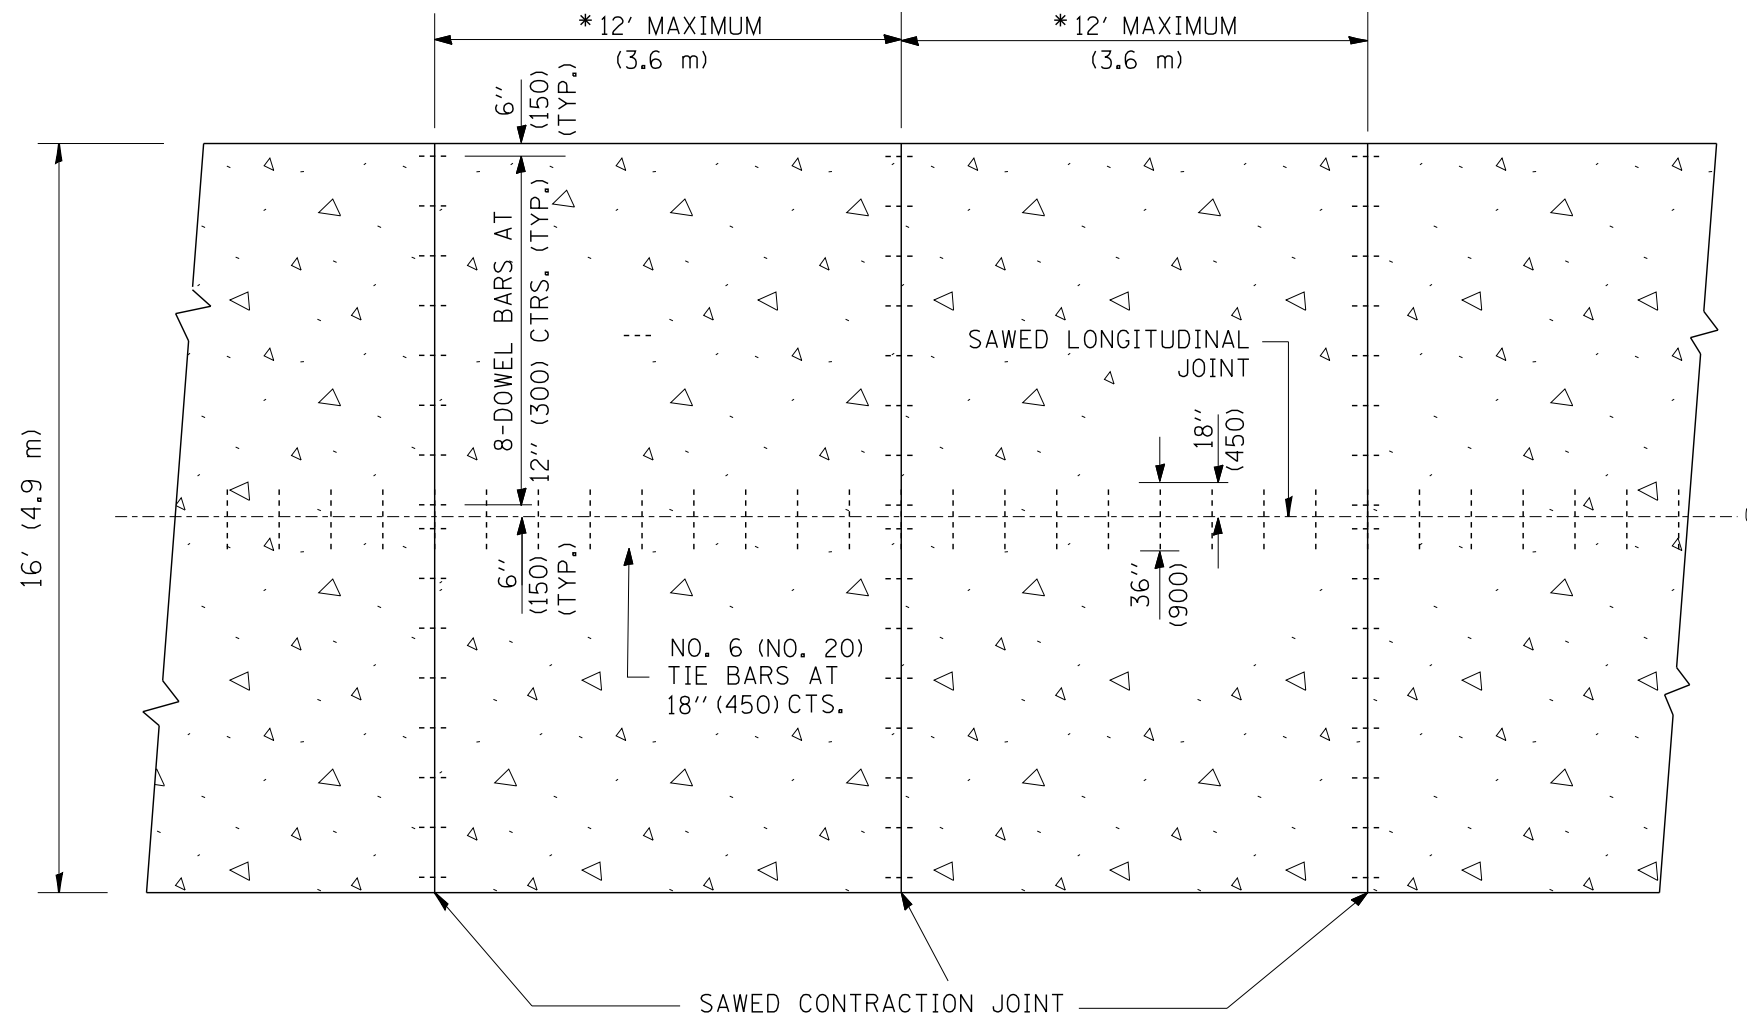 *12' MAXIMUM
(3.6 m)
*12' MAXIMUM
(3.6 m)
6''
(150)
(TYP.)
8-DOWEL BARS AT
12'' (300) CTRS. (TYP.)
SAWED LONGITUDINAL
JOINT
18''
(450)
16' (4.9 m)
6''
(150)
(TYP.)
36''
(900)
NO. 6 (NO. 20)
TIE BARS AT
18'' (450) CTS.
SAWED CONTRACTION JOINT